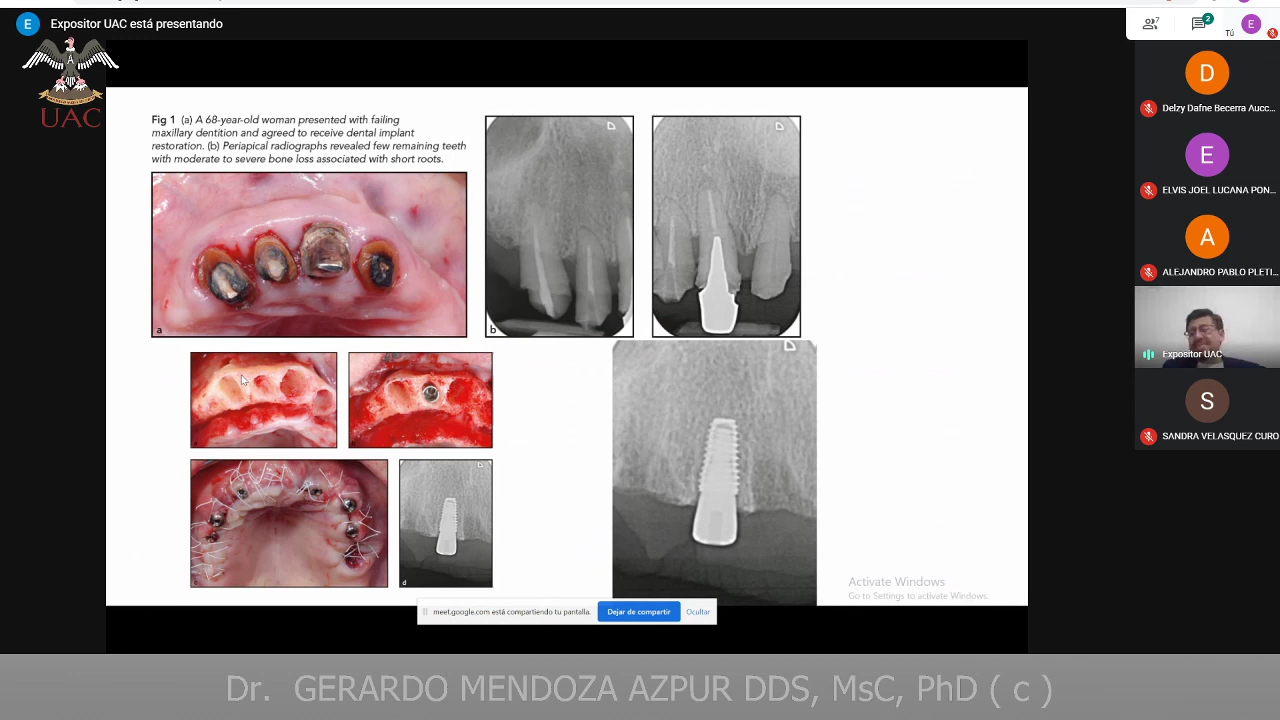 E Expositor UAC está presentando
7
2
Tú
E
UAC
Fig 1 (a) A 68-year-old woman presented with failing
maxillary dentition and agreed to receive dental implant
restoration. (b) Periapical radiographs revealed few remaining teeth
with moderate to severe bone loss associated with short roots.
a
b
d
D
Delzy Dafne Becerra Aucc...
E
ELVIS JOEL LUCANA PON...
A
ALEJANDRO PABLO PLETI...
Expositor UAC
S
SANDRA VELASQUEZ CURO
Activate Windows
Go to Settings to activate Windows.
meet.google.com está compartiendo tu pantalla.
Dejar de compartir
Ocultar
Dr. GERARDO MENDOZA AZPUR DDS, MsC, PhD ( c )